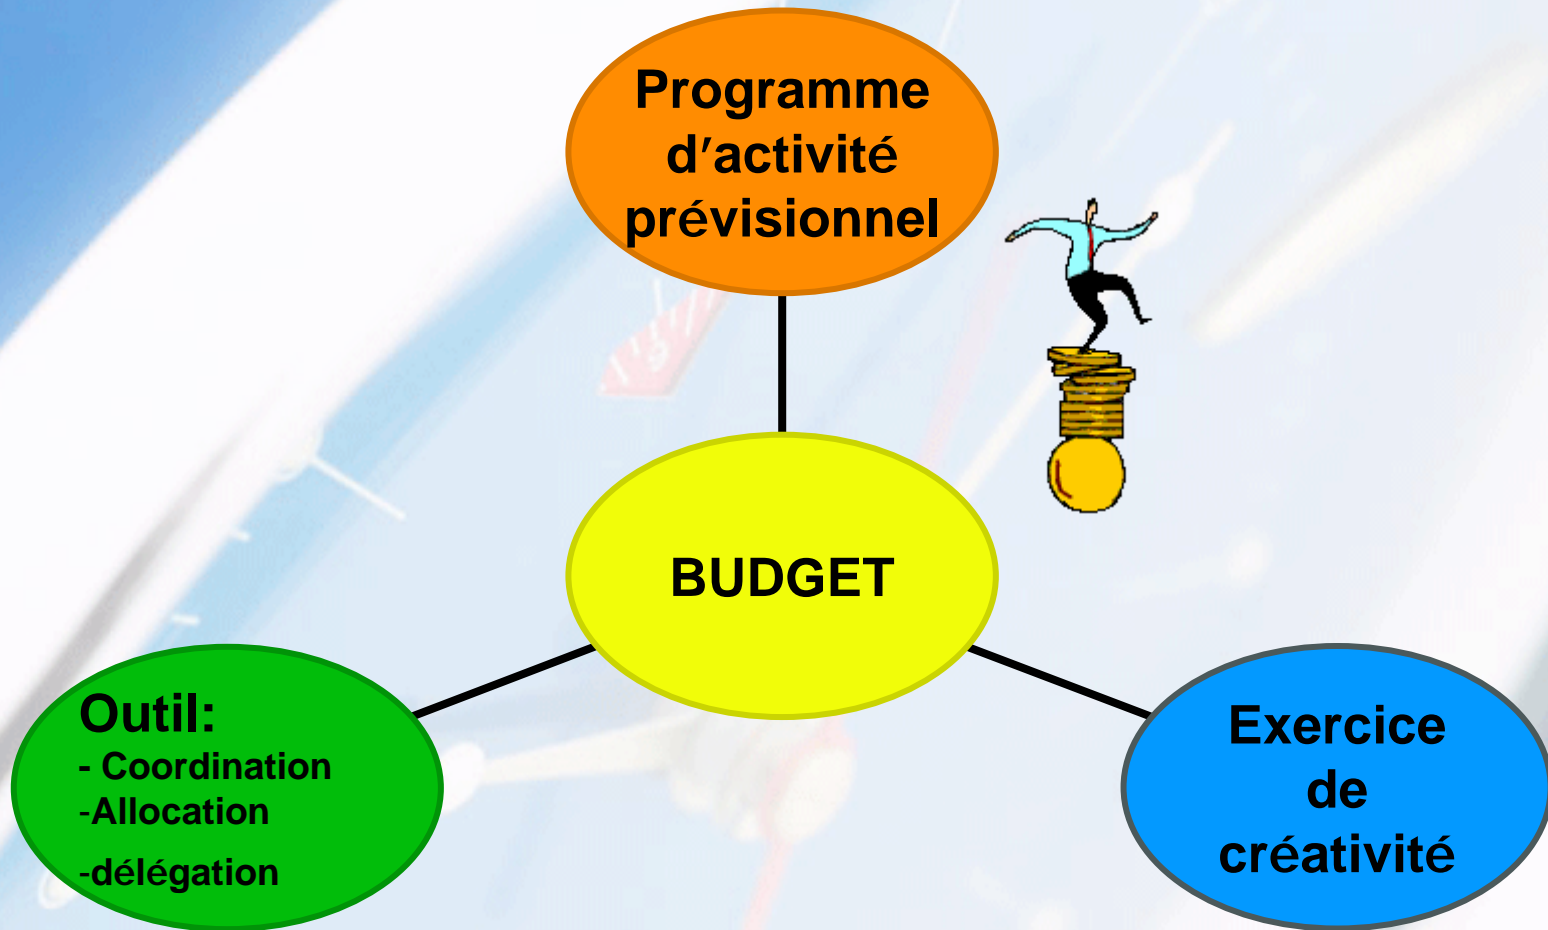 Programme
d'activité
prévisionnel
BUDGET
Outil:
- Coordination
-Allocation
-délégation
Exercice
de
créativité